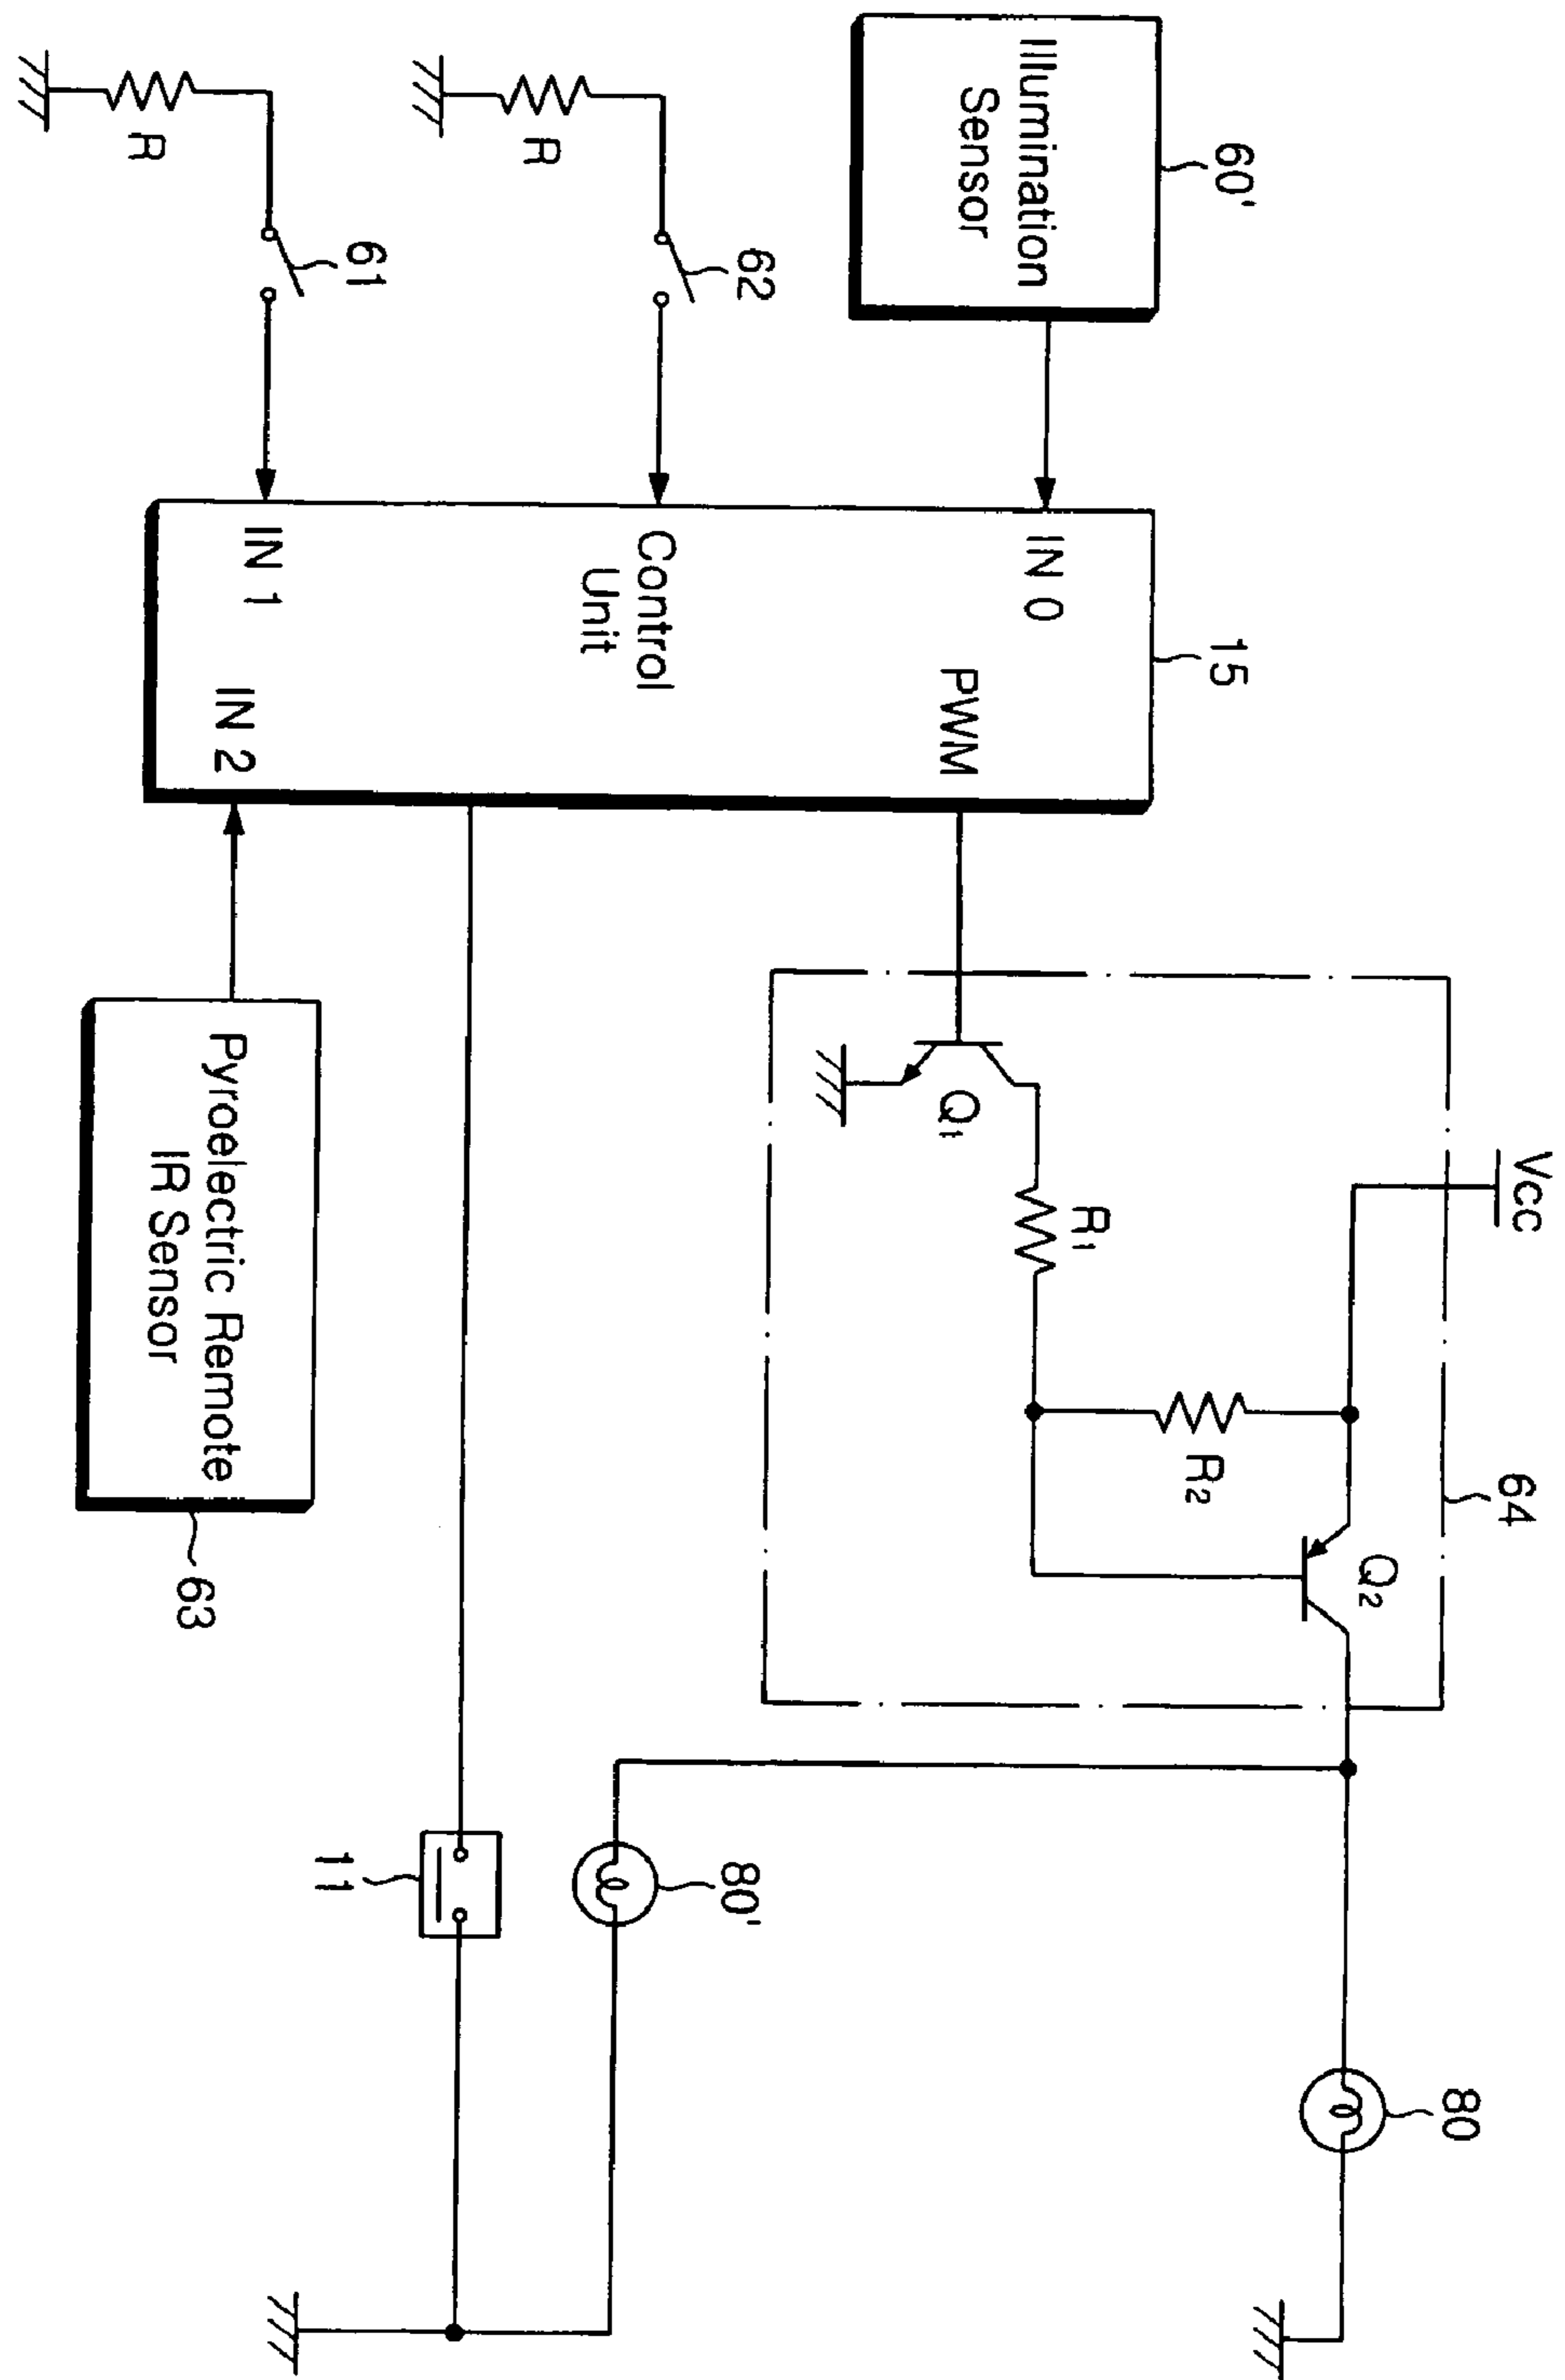 60'
Illumination
Sensor
62
R
61
R
15
IN 0
PWM
Control
Unit
IN 1
IN 2
Vcc
64
Q₁
R₁
R₂
Q₂
Pyroelectric Remote
IR Sensor
63
80
80'
11